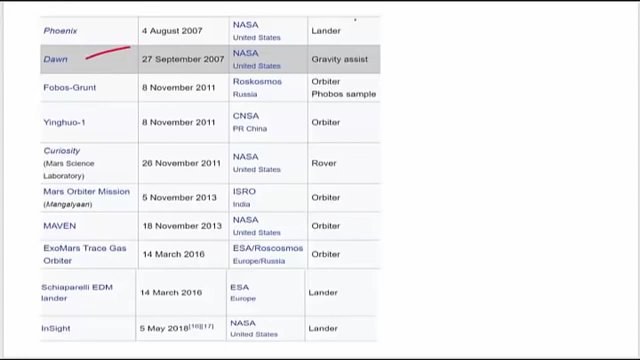 Phoenix 4 August 2007 NASA Lander
United States
Dawn 27 September 2007 NASA Gravity assist
United States
Fobos-Grunt 8 November 2011 Roskosmos Orbiter
Russia Phobos sample
Yinghuo-1 8 November 2011 CNSA Orbiter
PR China
Curiosity
(Mars Science 26 November 2011 NASA Rover
Laboratory) United States
Mars Orbiter Mission 5 November 2013 ISRO Orbiter
(Mangalyaan) India
MAVEN 18 November 2013 NASA Orbiter
United States
ExoMars Trace Gas 14 March 2016 ESA/Roscosmos Orbiter
Orbiter Europe/Russia
Schiaparelli EDM 14 March 2016 ESA Lander
lander Europe
InSight 5 May 2018[16][17] NASA Lander
United States